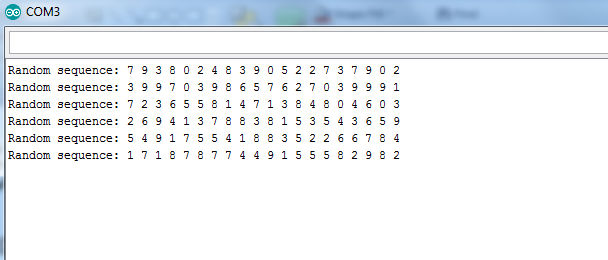 COM3
Random sequence: 7 9 3 8 0 2 4 8 3 9 0 5 2 2 7 3 7 9 0 2
Random sequence: 3 9 9 7 0 3 9 8 6 5 7 6 2 7 0 3 9 9 9 1
Random sequence: 7 2 3 6 5 5 8 1 4 7 1 3 8 4 8 0 4 6 0 3
Random sequence: 2 6 9 4 1 3 7 8 8 3 8 1 5 3 5 4 3 6 5 9
Random sequence: 5 4 9 1 7 5 5 4 1 8 8 3 5 2 2 6 6 7 8 4
Random sequence: 1 7 1 8 7 8 7 7 4 4 9 1 5 5 5 8 2 9 8 2